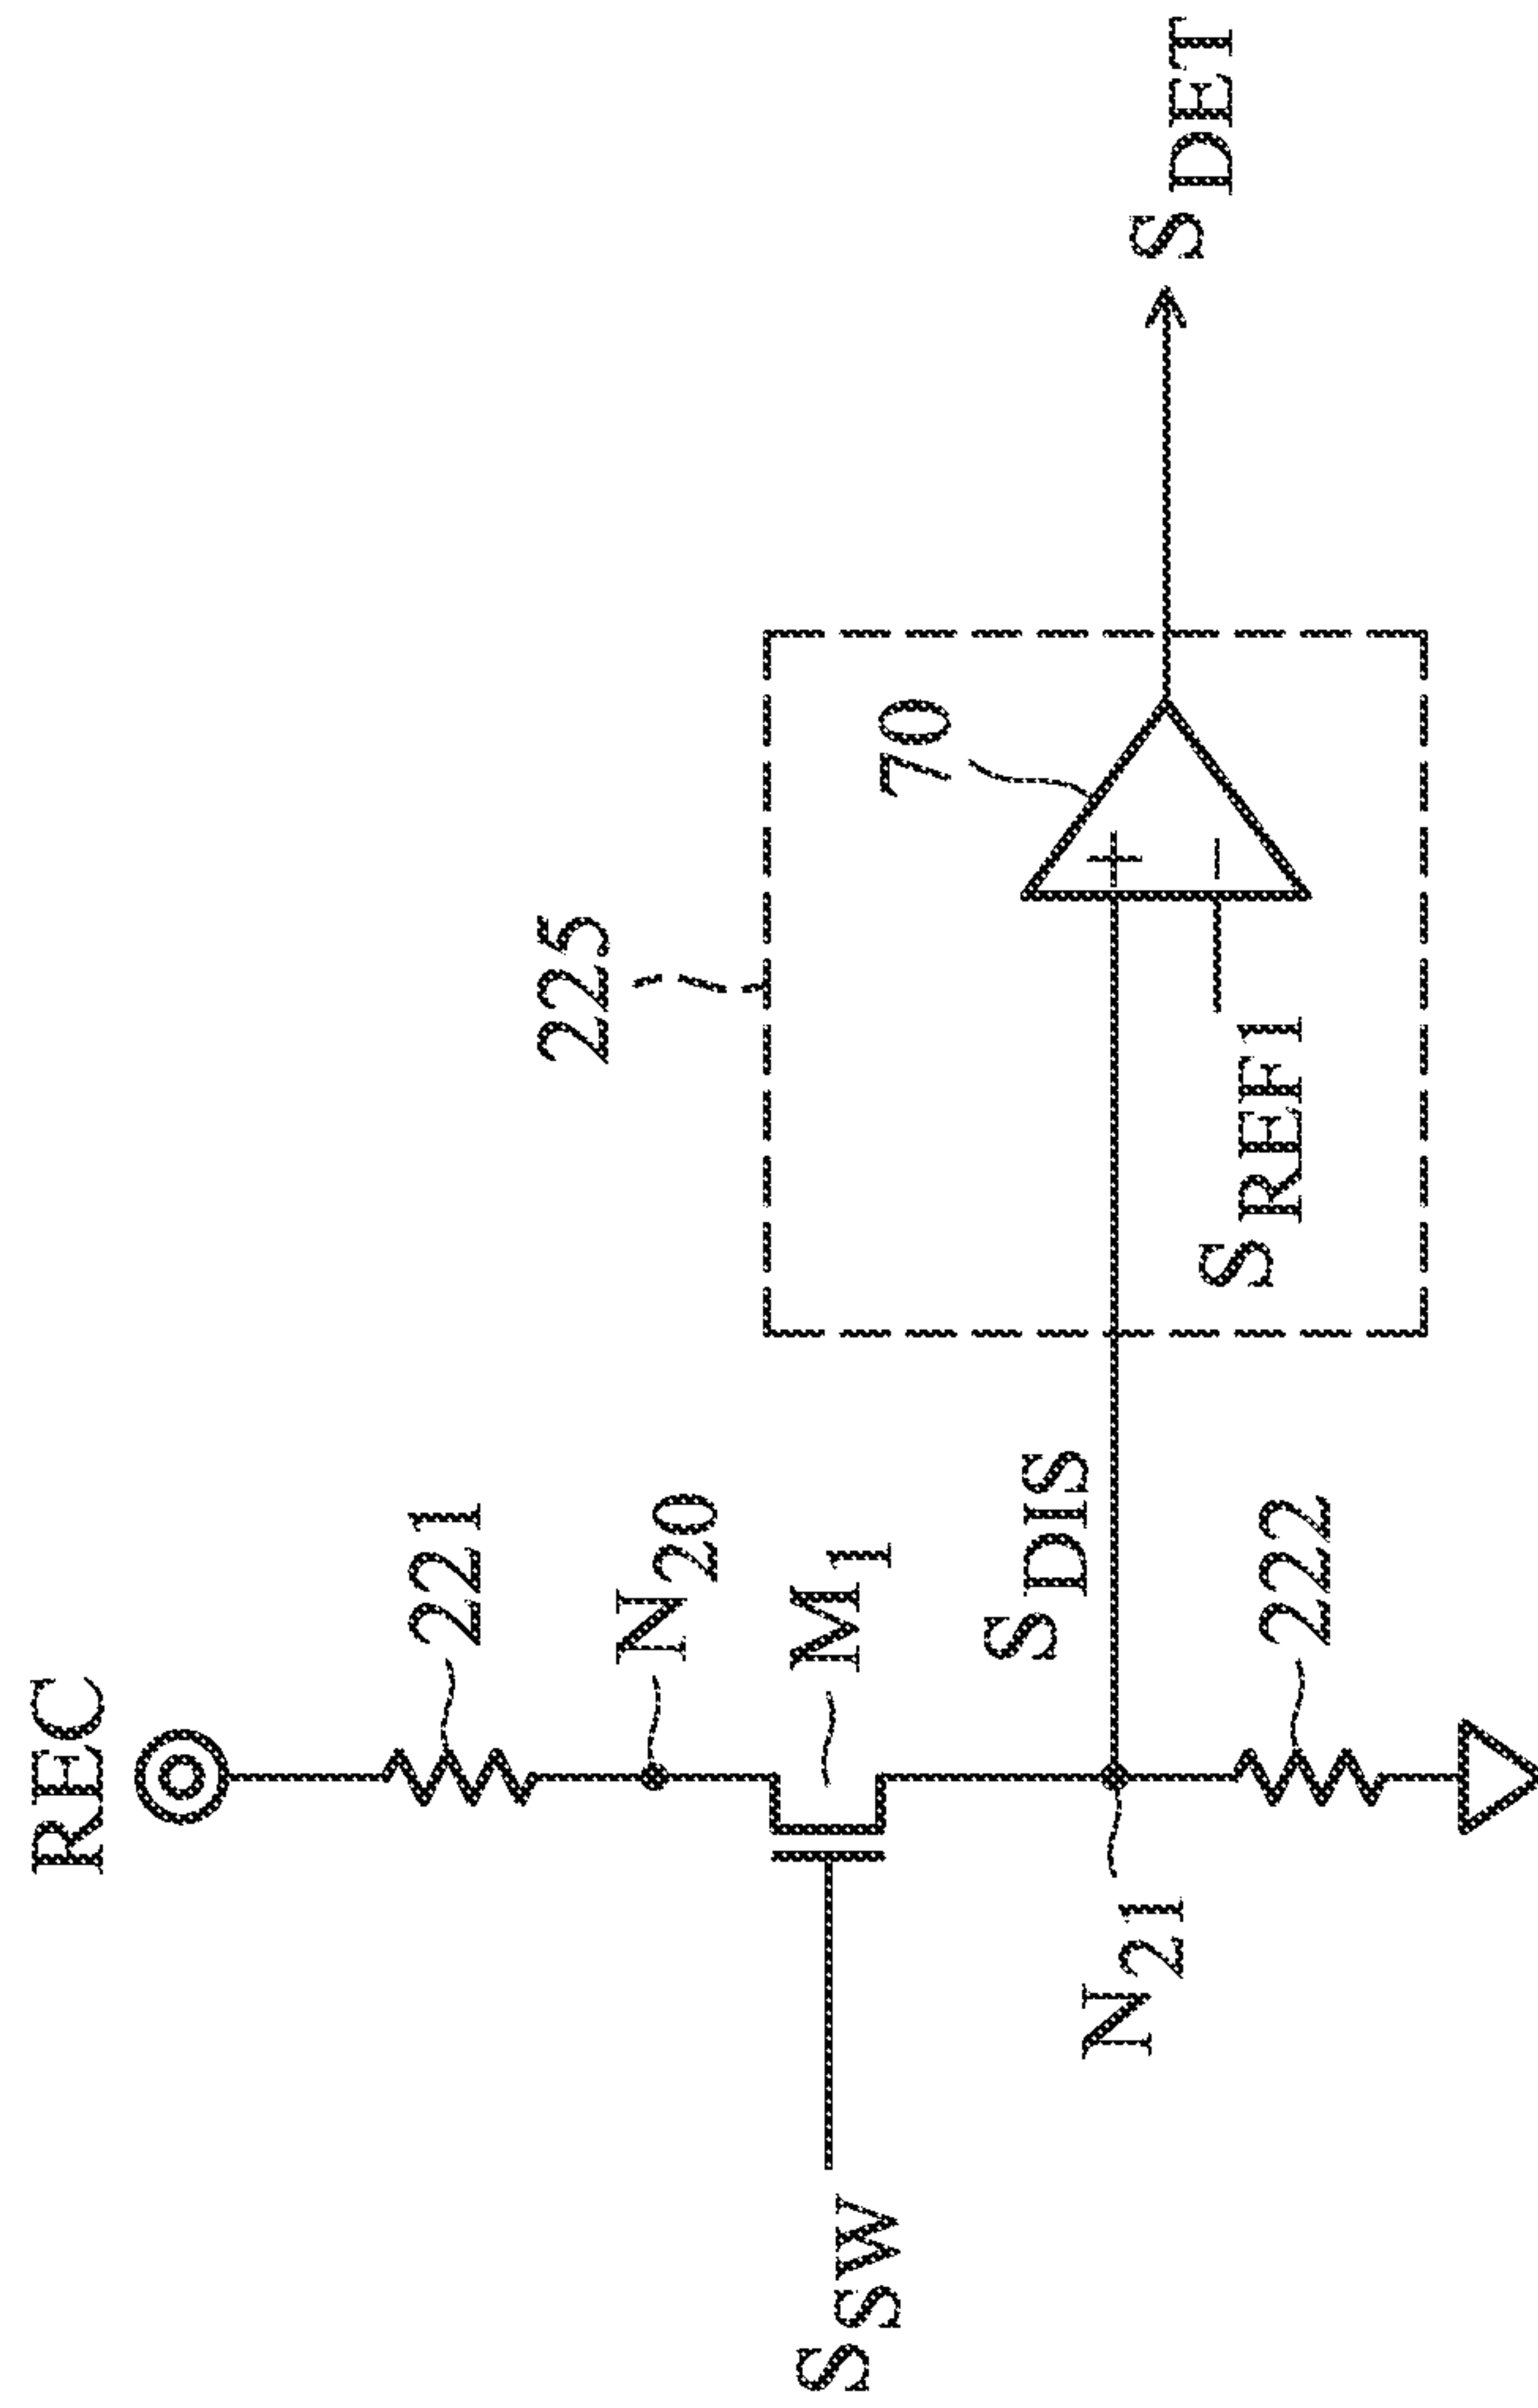 REC
221
N20
M1
SSW
SDIS
N21
222
225
70
+
−
SREF1
SDET